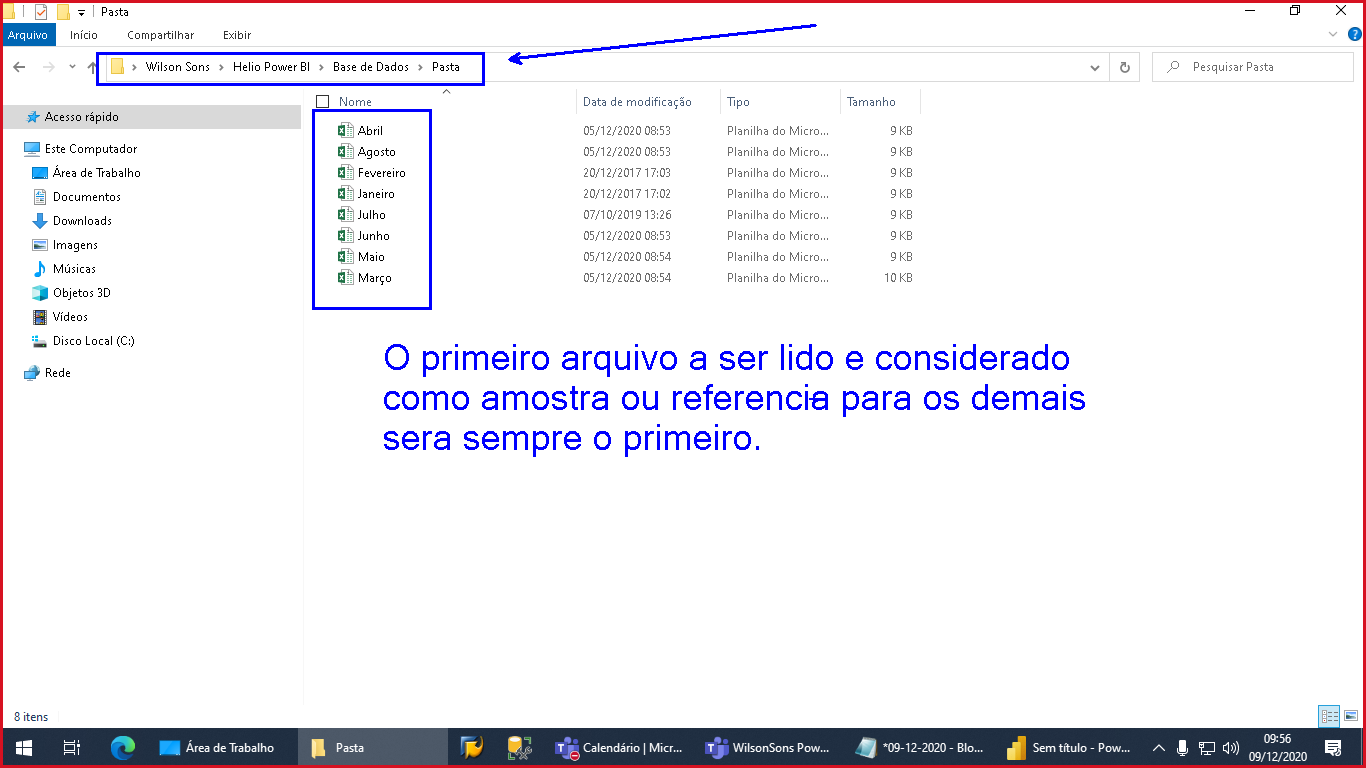 Pasta
Arquivo Início Compartilhar Exibir
Wilson Sons > Helio Power BI > Base de Dados > Pasta
Pesquisar Pasta
Nome Data de modificação Tipo Tamanho
Acesso rápido
Este Computador
Área de Trabalho
Documentos
Downloads
Imagens
Músicas
Objetos 3D
Vídeos
Disco Local (C:)
Rede
Abril 05/12/2020 08:53 Planilha do Micro... 9 KB
Agosto 05/12/2020 08:53 Planilha do Micro... 9 KB
Fevereiro 20/12/2017 17:03 Planilha do Micro... 9 KB
Janeiro 20/12/2017 17:02 Planilha do Micro... 9 KB
Julho 07/10/2019 13:26 Planilha do Micro... 9 KB
Junho 05/12/2020 08:53 Planilha do Micro... 9 KB
Maio 05/12/2020 08:54 Planilha do Micro... 9 KB
Março 05/12/2020 08:54 Planilha do Micro... 10 KB
O primeiro arquivo a ser lido e considerado
como amostra ou referencia para os demais
sera sempre o primeiro.
8 itens
Área de Trabalho
Pasta
Calendário | Micr...
WilsonSons Pow...
*09-12-2020 - Blo...
Sem título - Pow...
09:56
09/12/2020